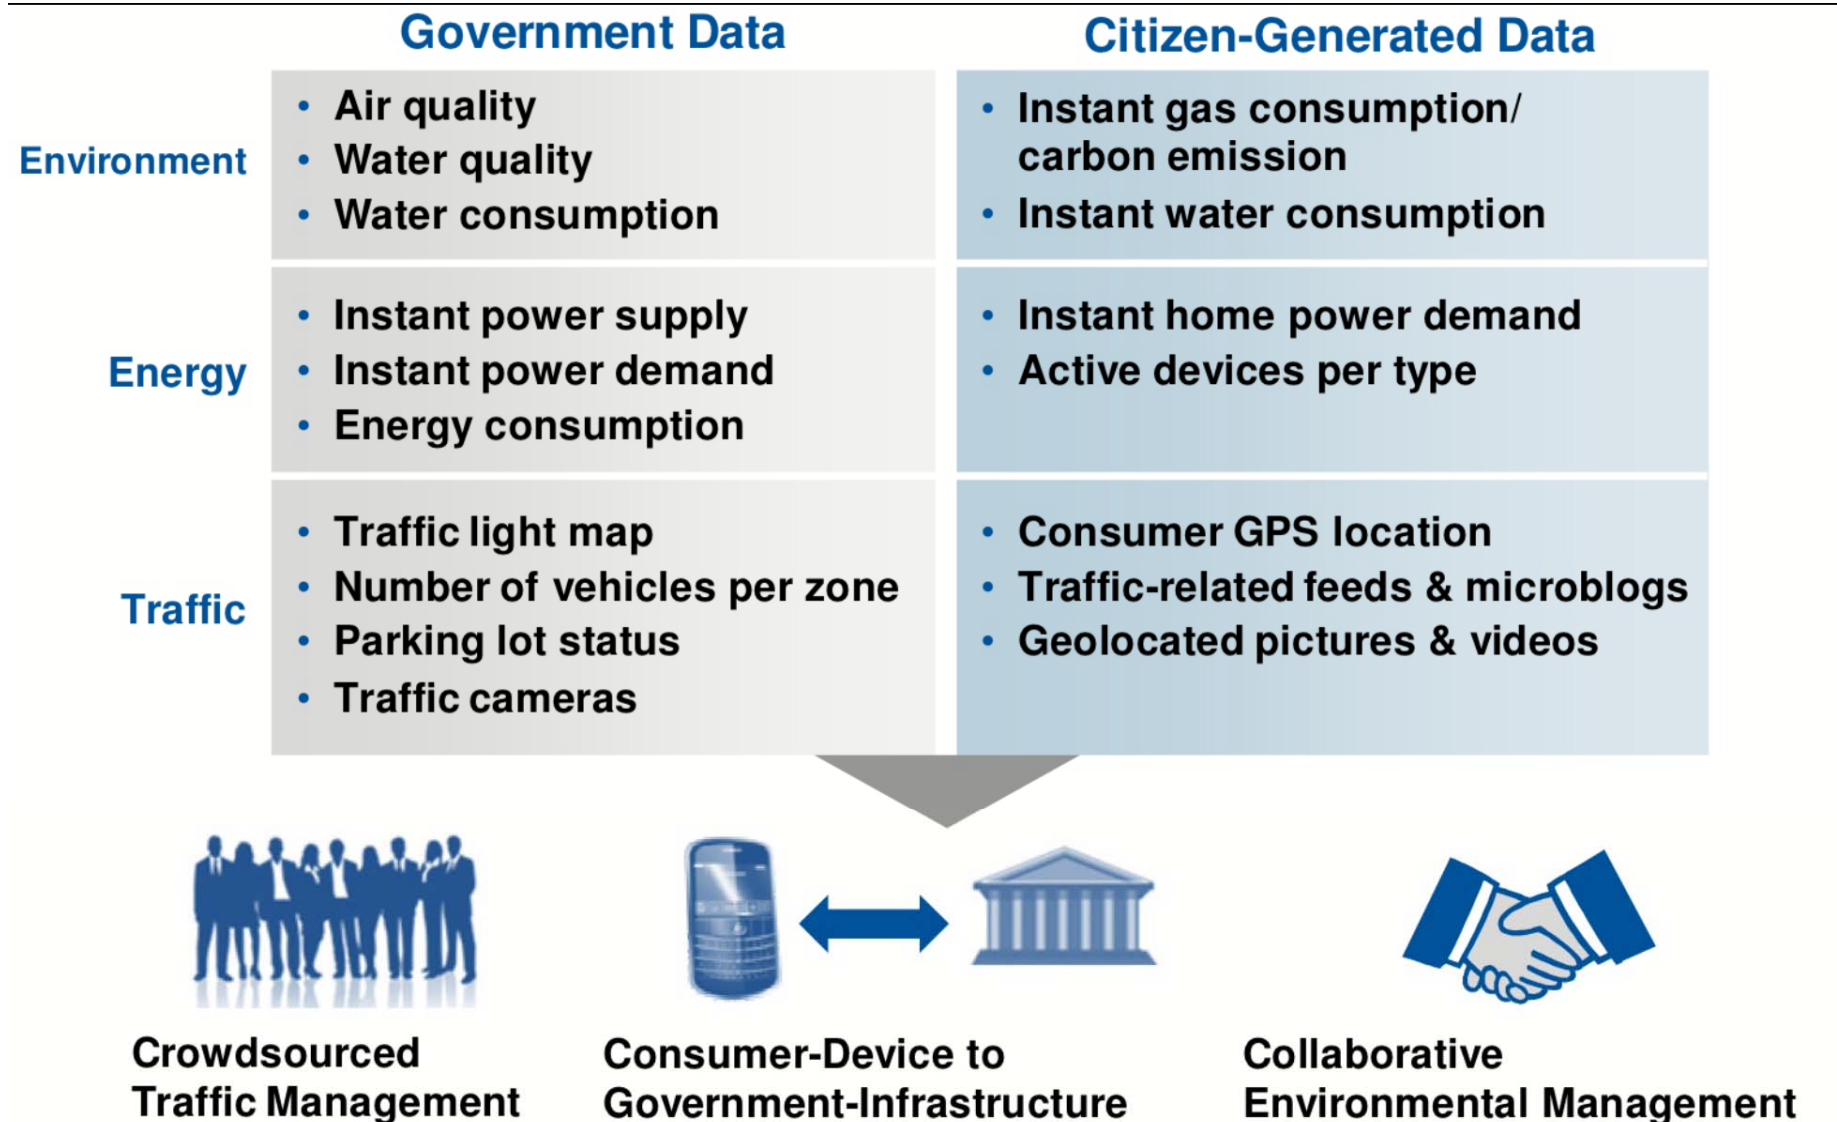 Government Data
Citizen-Generated Data
Environment
• Air quality
• Water quality
• Water consumption
• Instant gas consumption/
carbon emission
• Instant water consumption
Energy
• Instant power supply
• Instant power demand
• Energy consumption
• Instant home power demand
• Active devices per type
Traffic
• Traffic light map
• Number of vehicles per zone
• Parking lot status
• Traffic cameras
• Consumer GPS location
• Traffic-related feeds & microblogs
• Geolocated pictures & videos
Crowdsourced
Traffic Management
Consumer-Device to
Government-Infrastructure
Collaborative
Environmental Management